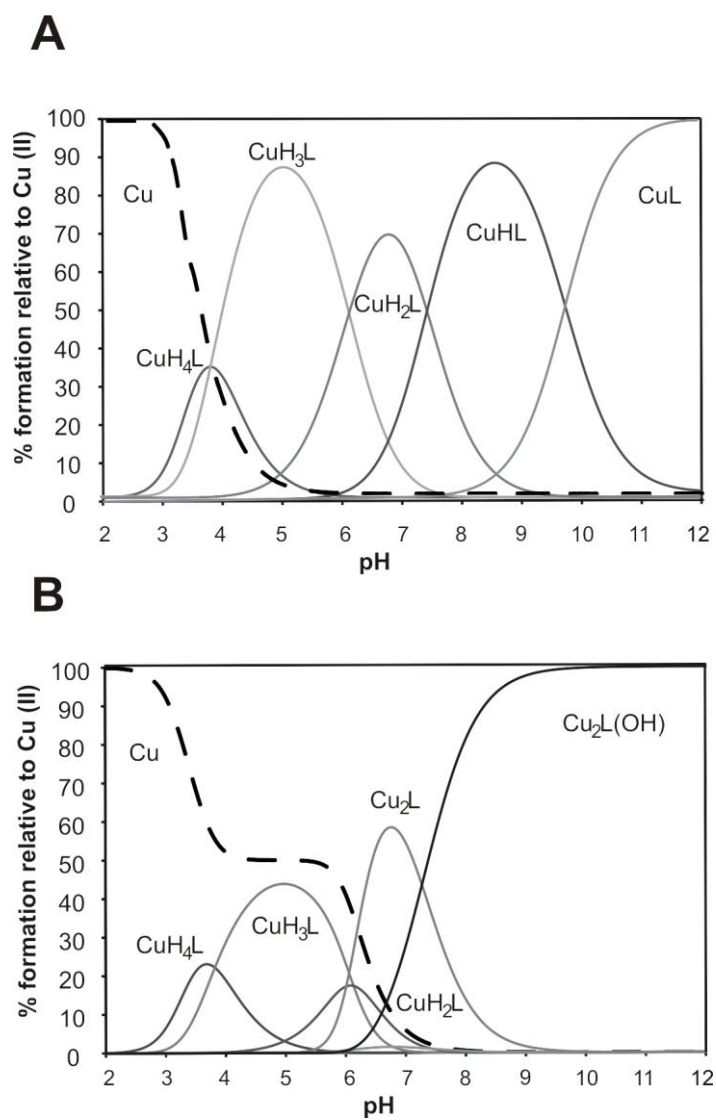 A
% formation relative to Cu (II)
100
90
80
70
60
50
40
30
20
10
0
Cu
CuH₄L
CuH₃L
CuH₂L
CuHL
CuL
2 3 4 5 6 7 8 9 10 11 12
pH
B
% formation relative to Cu (II)
100
90
80
70
60
50
40
30
20
10
0
Cu
CuH₄L
CuH₃L
Cu₂L
CuH₂L
Cu₂L(OH)
2 3 4 5 6 7 8 9 10 11 12
pH